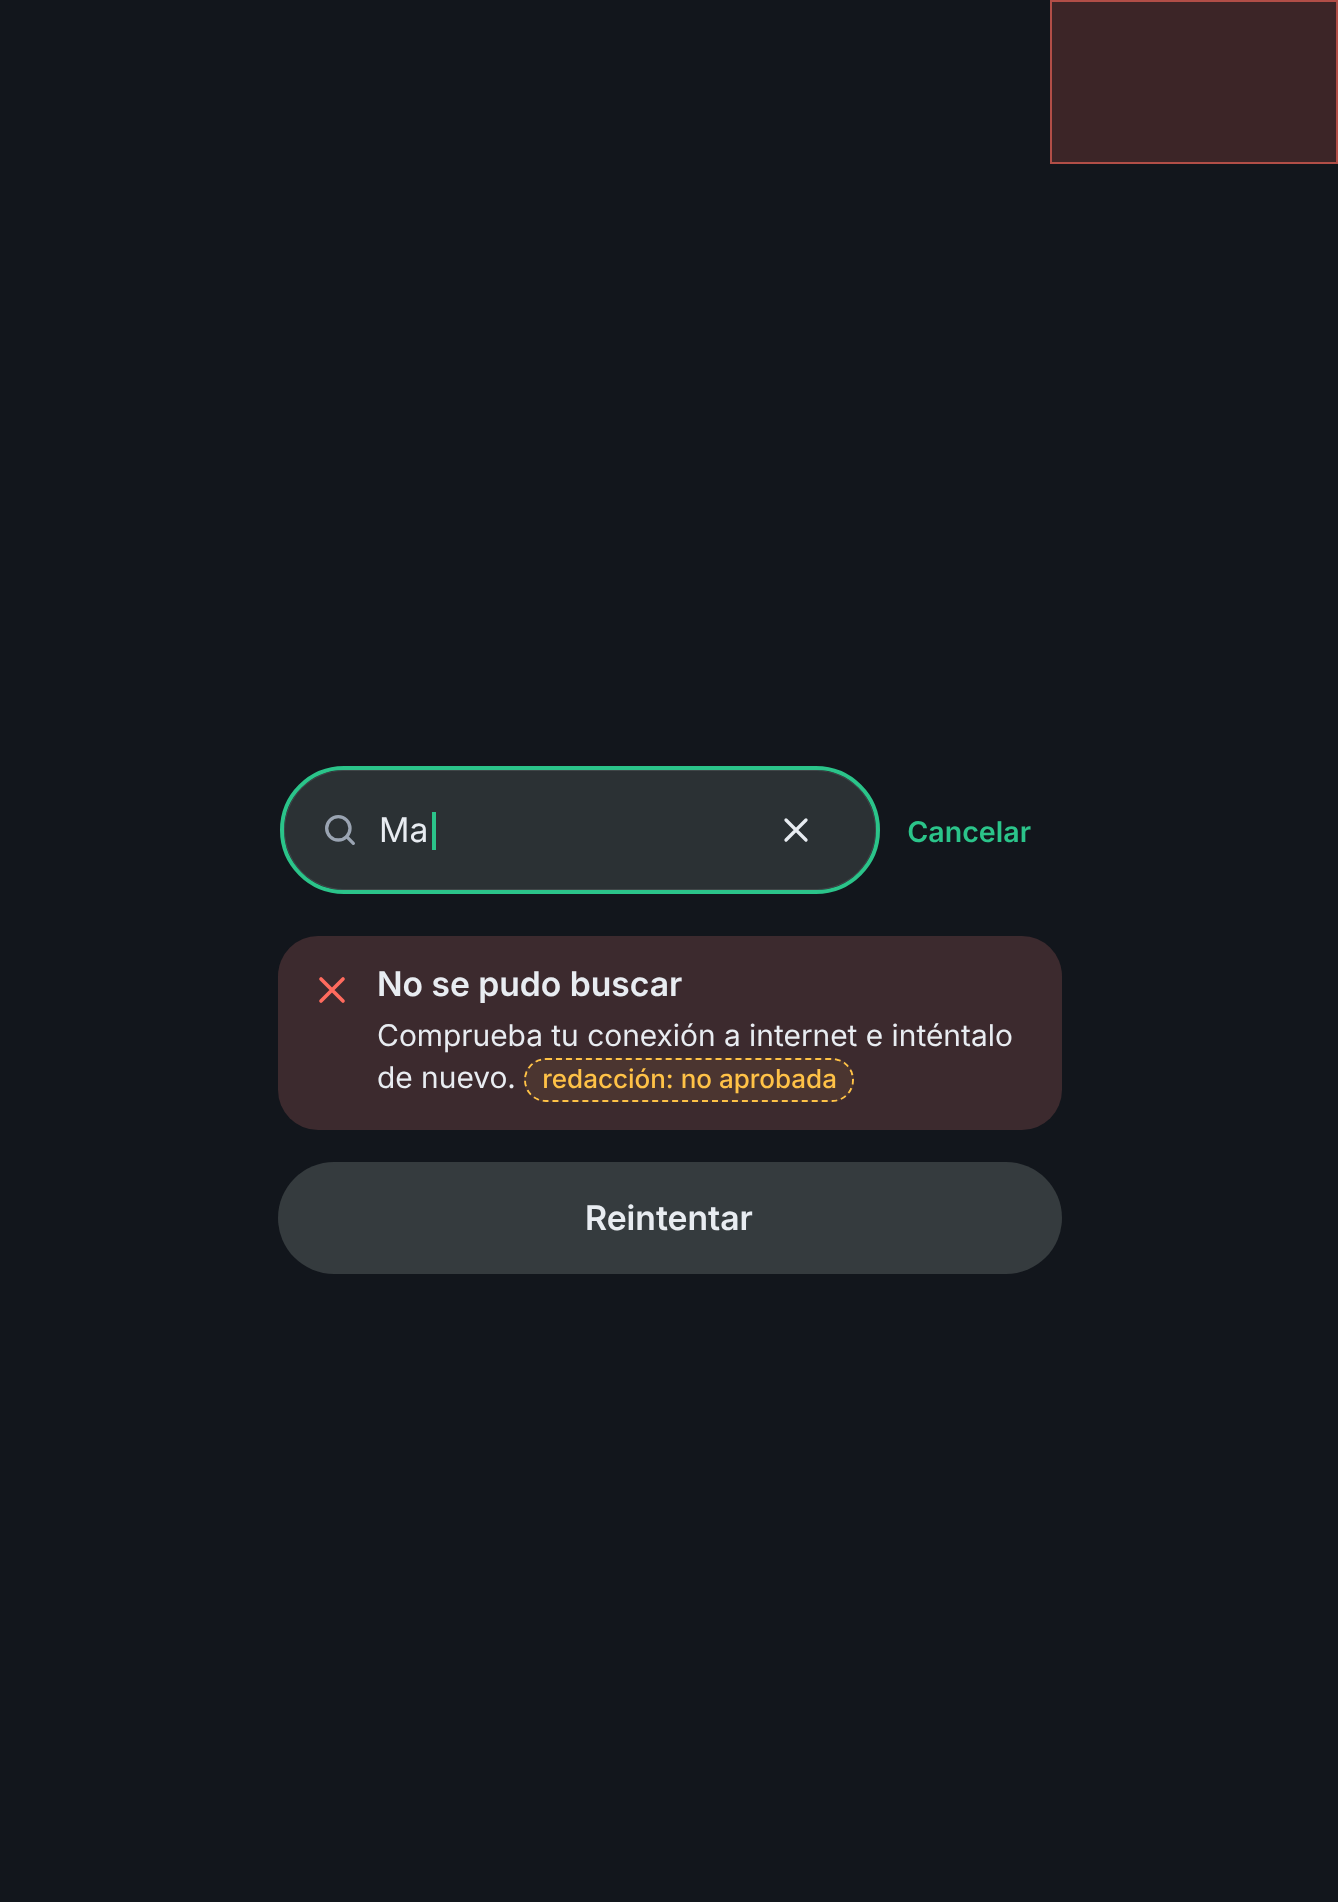 Ma
Cancelar
No se pudo buscar
Comprueba tu conexión a internet e inténtalo
de nuevo. redacción: no aprobada
Reintentar